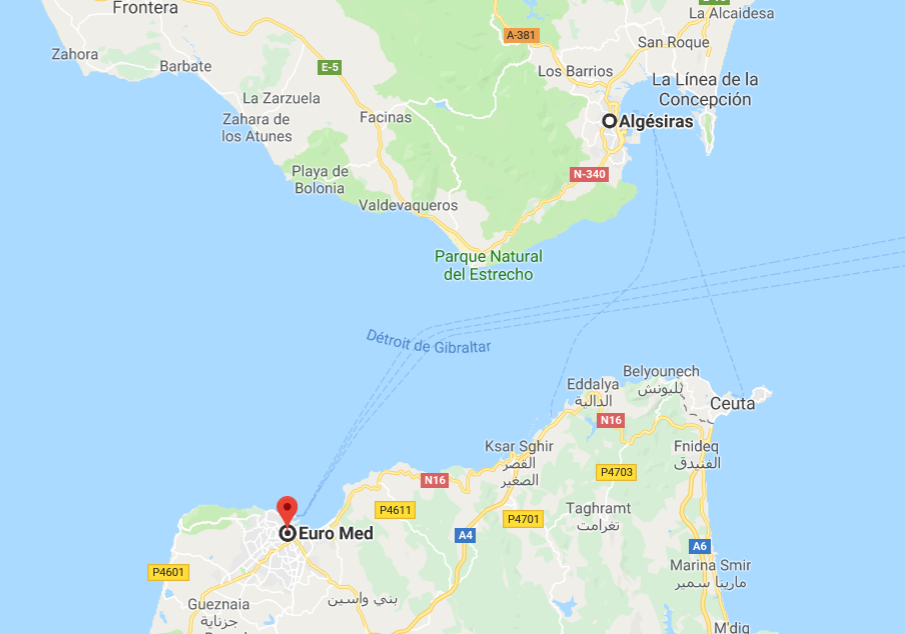 Frontera
La Alcaidesa
A-381
San Roque
Zahora
Barbate
E-5
Los Barrios
La Línea de la
Concepción
La Zarzuela
Zahara de
los Atunes
Facinas
Algésiras
N-340
Playa de
Bolonia
Valdevaqueros
Parque Natural
del Estrecho
Détroit de Gibraltar
Belyounech
بليونش
Eddalya
الدالية
Ceuta
N16
Ksar Sghir
القصر
الصغير
Fnideq
الفنيدق
N16
P4703
P4611
P4701
Taghramt
تغرامت
Euro Med
A4
A6
P4601
Marina Smir
مارينا سمير
Gueznaia
جزناية
بني واسين
M'diq